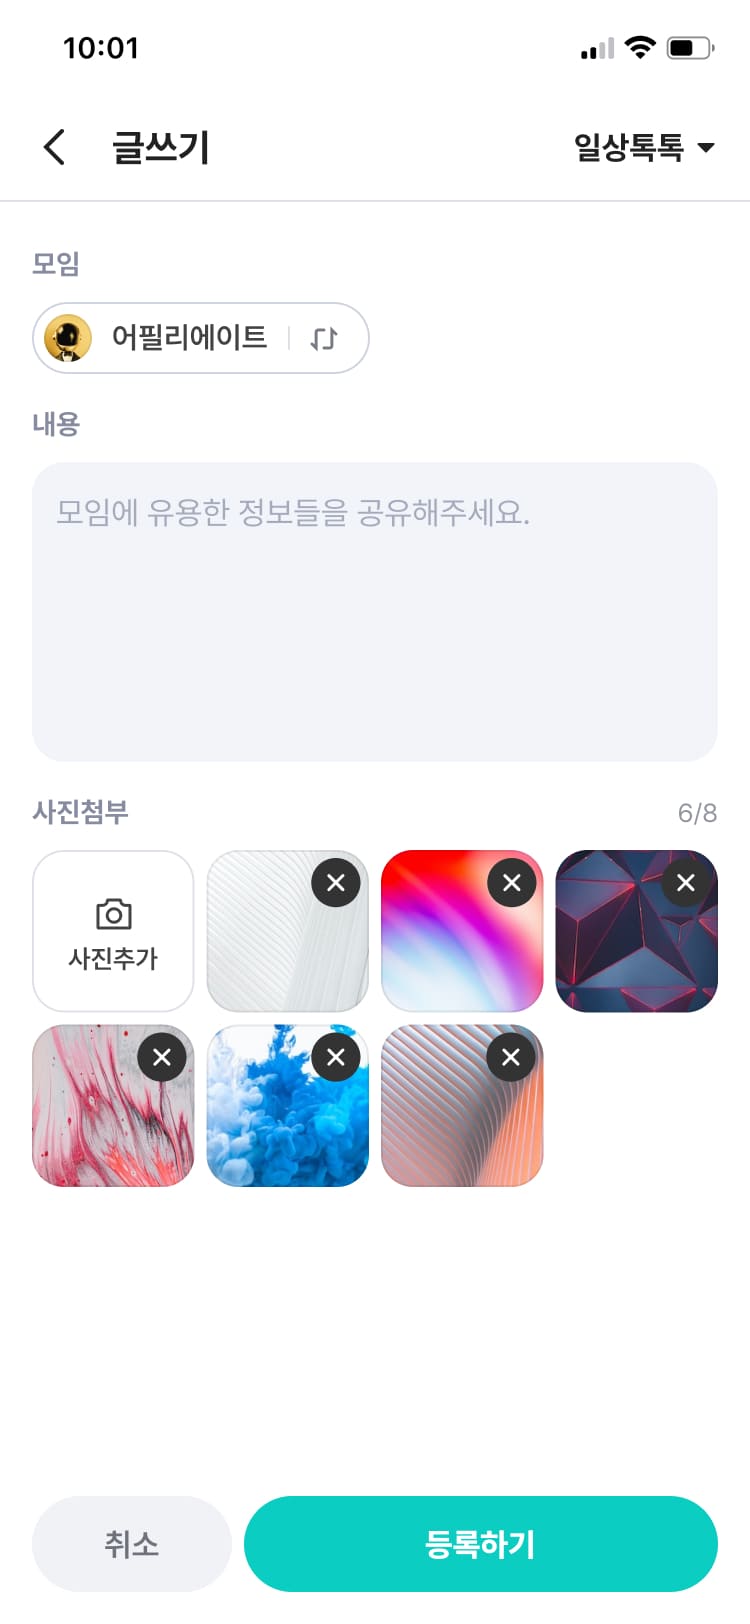 10:01
글쓰기
일상톡톡
모임
어필리에이트
내용
모임에 유용한 정보들을 공유해주세요.
사진첨부
6/8
사진추가
취소
등록하기